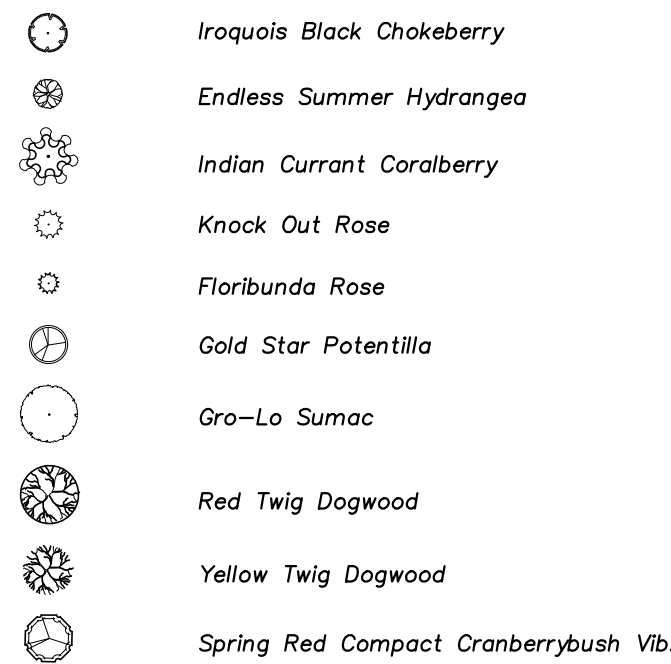 Iroquois Black Chokeberry
Endless Summer Hydrangea
Indian Currant Coralberry
Knock Out Rose
Floribunda Rose
Gold Star Potentilla
Gro-Lo Sumac
Red Twig Dogwood
Yellow Twig Dogwood
Spring Red Compact Cranberrybush